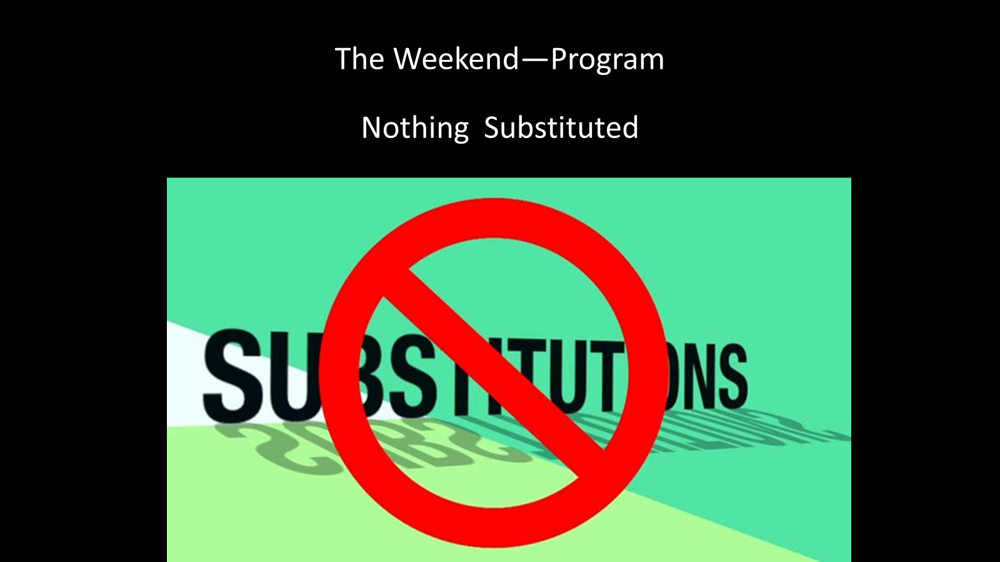 The Weekend—Program
Nothing  Substituted
SUBSTITUTIONS